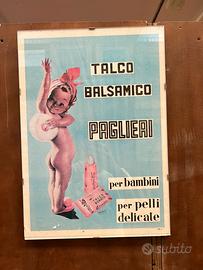 TALCO
BALSAMICO
PAGLIERI
per bambini
per pelli
delicate
subito